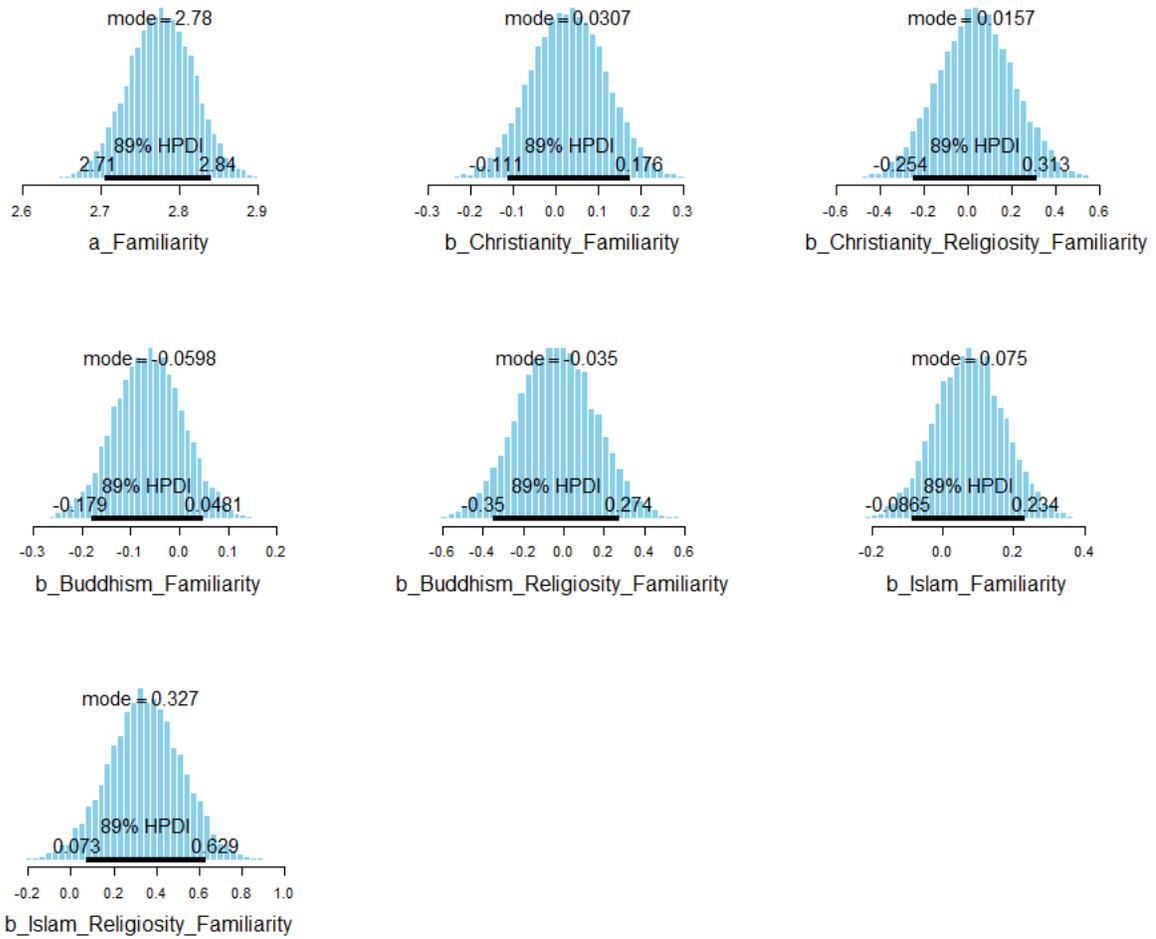 mode = 2.78
89% HPDI
2.71 2.84
2.6 2.7 2.8 2.9
a_Familiarity
mode = 0.0307
89% HPDI
-0.111 0.176
-0.3 -0.2 -0.1 0.0 0.1 0.2 0.3
b_Christianity_Familiarity
mode = 0.0157
89% HPDI
-0.254 0.313
-0.6 -0.4 -0.2 0.0 0.2 0.4 0.6
b_Christianity_Religiosity_Familiarity
mode = -0.0598
89% HPDI
-0.179 0.0481
-0.3 -0.2 -0.1 0.0 0.1 0.2
b_Buddhism_Familiarity
mode = -0.035
89% HPDI
-0.35 0.274
-0.6 -0.4 -0.2 0.0 0.2 0.4 0.6
b_Buddhism_Religiosity_Familiarity
mode = 0.075
89% HPDI
-0.0865 0.234
-0.2 0.0 0.2 0.4
b_Islam_Familiarity
mode = 0.327
89% HPDI
0.073 0.629
-0.2 0.0 0.2 0.4 0.6 0.8 1.0
b_Islam_Religiosity_Familiarity